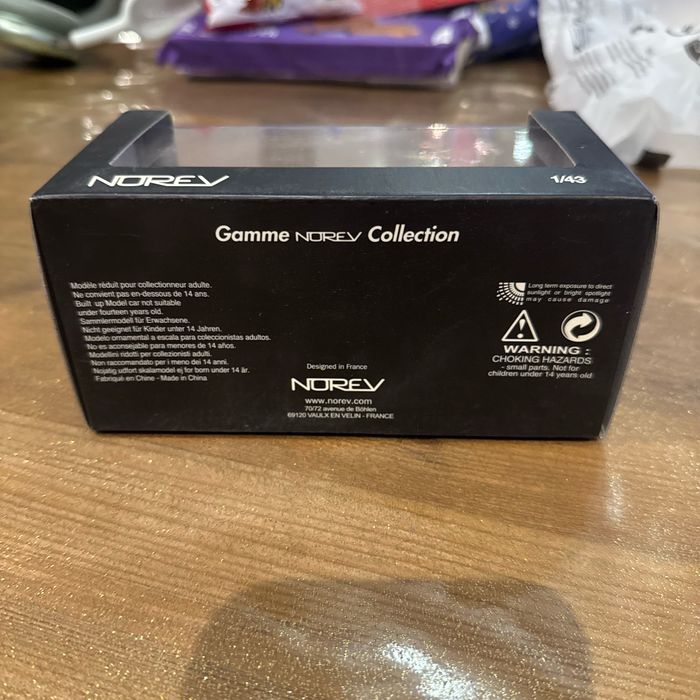 NOREV
1/43
Gamme NOREV Collection
Modèle réduit pour collectionneur adulte.
Ne convient pas en-dessous de 14 ans.
Built up Model car not suitable
under fourteen years old.
Sammlermodell für Erwachsene.
Nicht geeignet für Kinder unter 14 Jahren.
Modelo ornamental a escala para coleccionistas adultos.
No es aconsejable para menores de 14 años.
Modellini ridotti per collezionisti adulti.
Non raccomandato per i meno dei 14 anni.
Nøjatig udfort skalamodel ej for born under 14 år.
Fabriqué en Chine - Made in China
Designed in France
NOREV
www.norev.com
70/72 avenue de Böhlen
69120 VAULX EN VELIN - FRANCE
Long term exposure to direct
sunlight or bright spotlight
may cause damage
WARNING :
CHOKING HAZARDS
- small parts. Not for
children under 14 years old